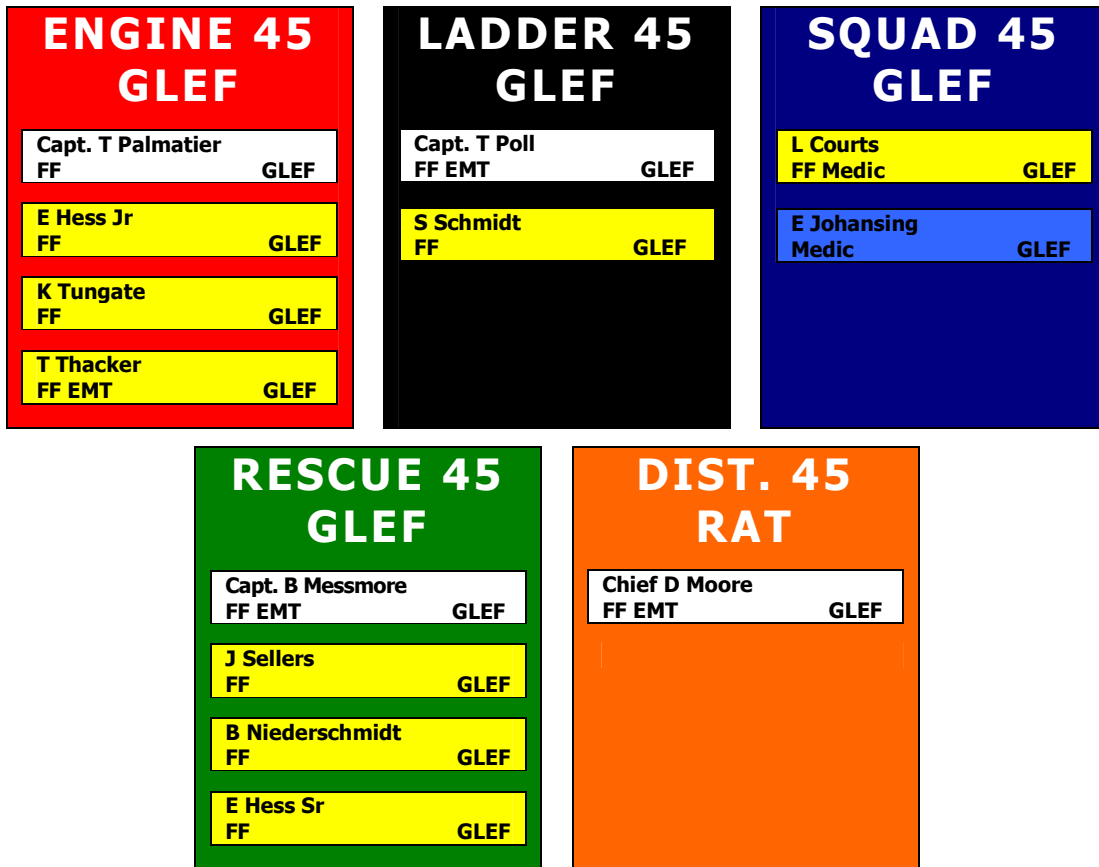 ENGINE 45
GLEF
Capt. T Palmatier
FF GLEF
E Hess Jr
FF GLEF
K Tungate
FF GLEF
T Thacker
FF EMT GLEF
LADDER 45
GLEF
Capt. T Poll
FF EMT GLEF
S Schmidt
FF GLEF
SQUAD 45
GLEF
L Courts
FF Medic GLEF
E Johansing
Medic GLEF
RESCUE 45
GLEF
Capt. B Messmore
FF EMT GLEF
J Sellers
FF GLEF
B Niederschmidt
FF GLEF
E Hess Sr
FF GLEF
DIST. 45
RAT
Chief D Moore
FF EMT GLEF